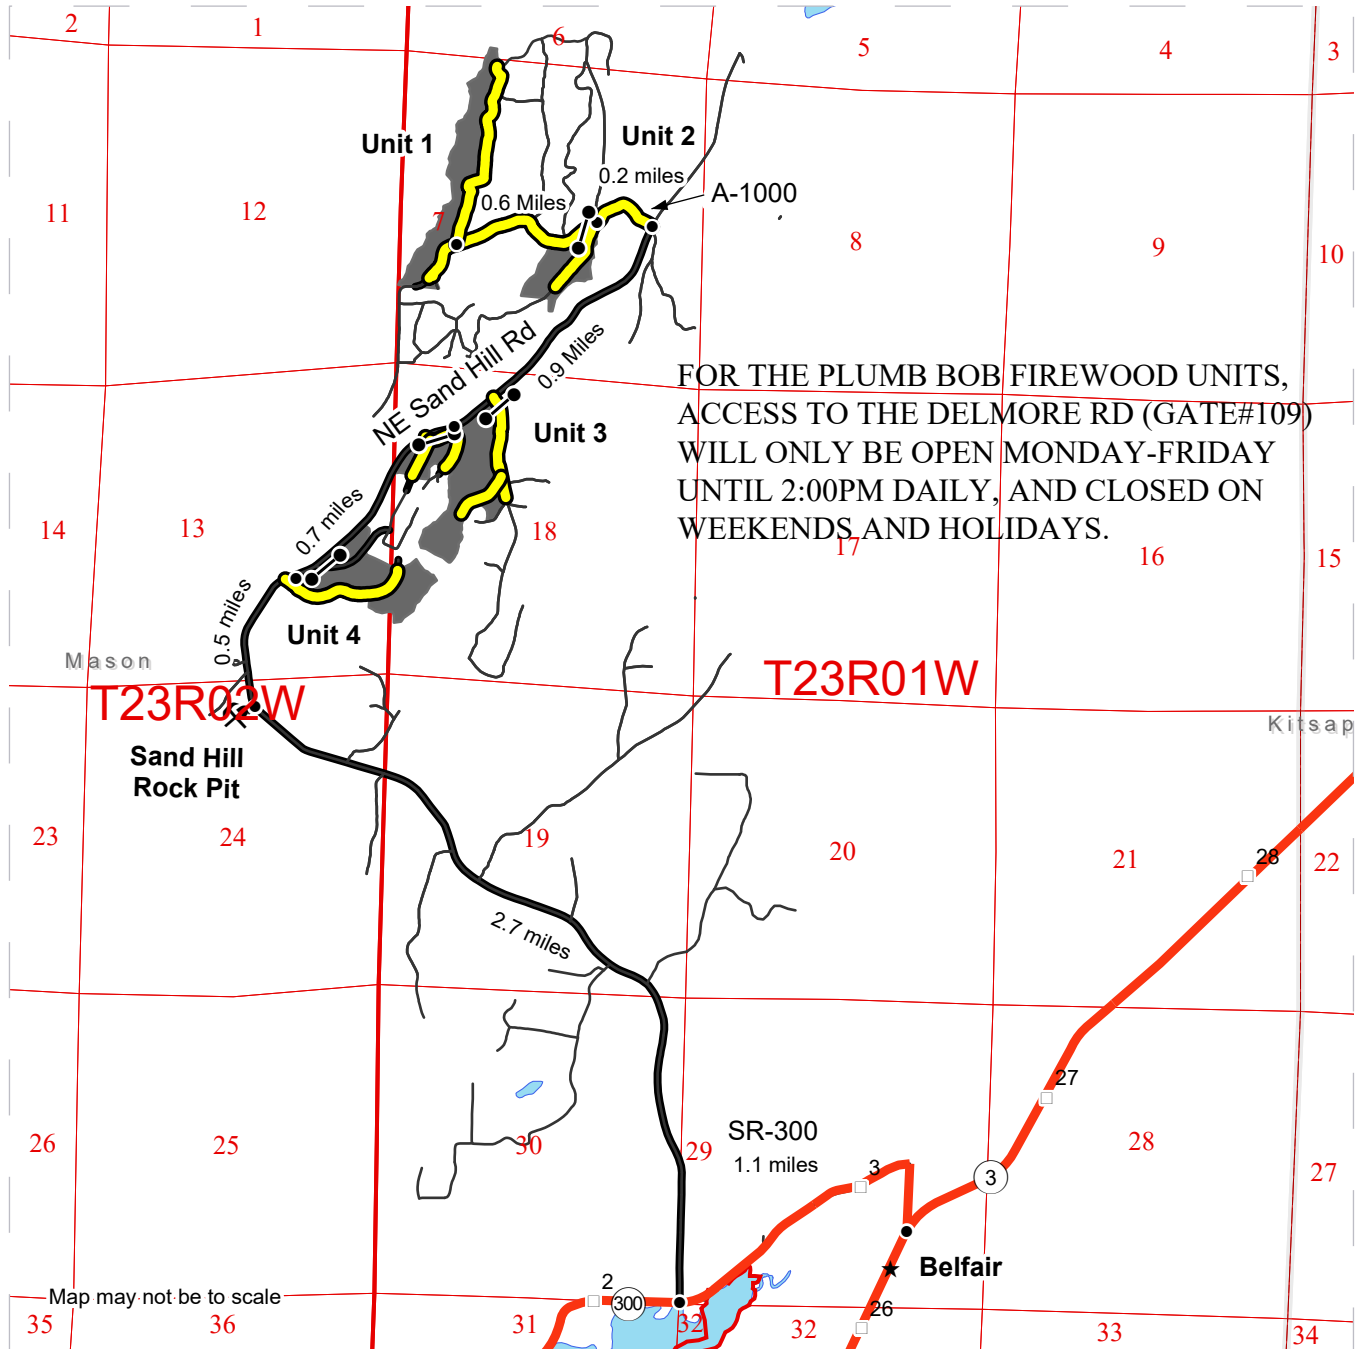 2
1
6
5
4
3
Unit 1
Unit 2
0.2 miles
A-1000
0.6 Miles
11
12
7
8
9
10
NE Sand Hill Rd
0.9 Miles
FOR THE PLUMB BOB FIREWOOD UNITS,
ACCESS TO THE DELMORE RD (GATE#109)
WILL ONLY BE OPEN MONDAY-FRIDAY
UNTIL 2:00PM DAILY, AND CLOSED ON
WEEKENDS AND HOLIDAYS.
Unit 3
14
13
0.7 miles
18
17
16
15
0.5 miles
Unit 4
Mason
T23R02W
T23R01W
Kitsap
Sand Hill
Rock Pit
23
24
19
20
21
28
22
2.7 miles
27
26
25
30
29
SR-300
1.1 miles
3
3
28
27
Belfair
Map may not be to scale
2
300
26
35
36
31
32
32
33
34